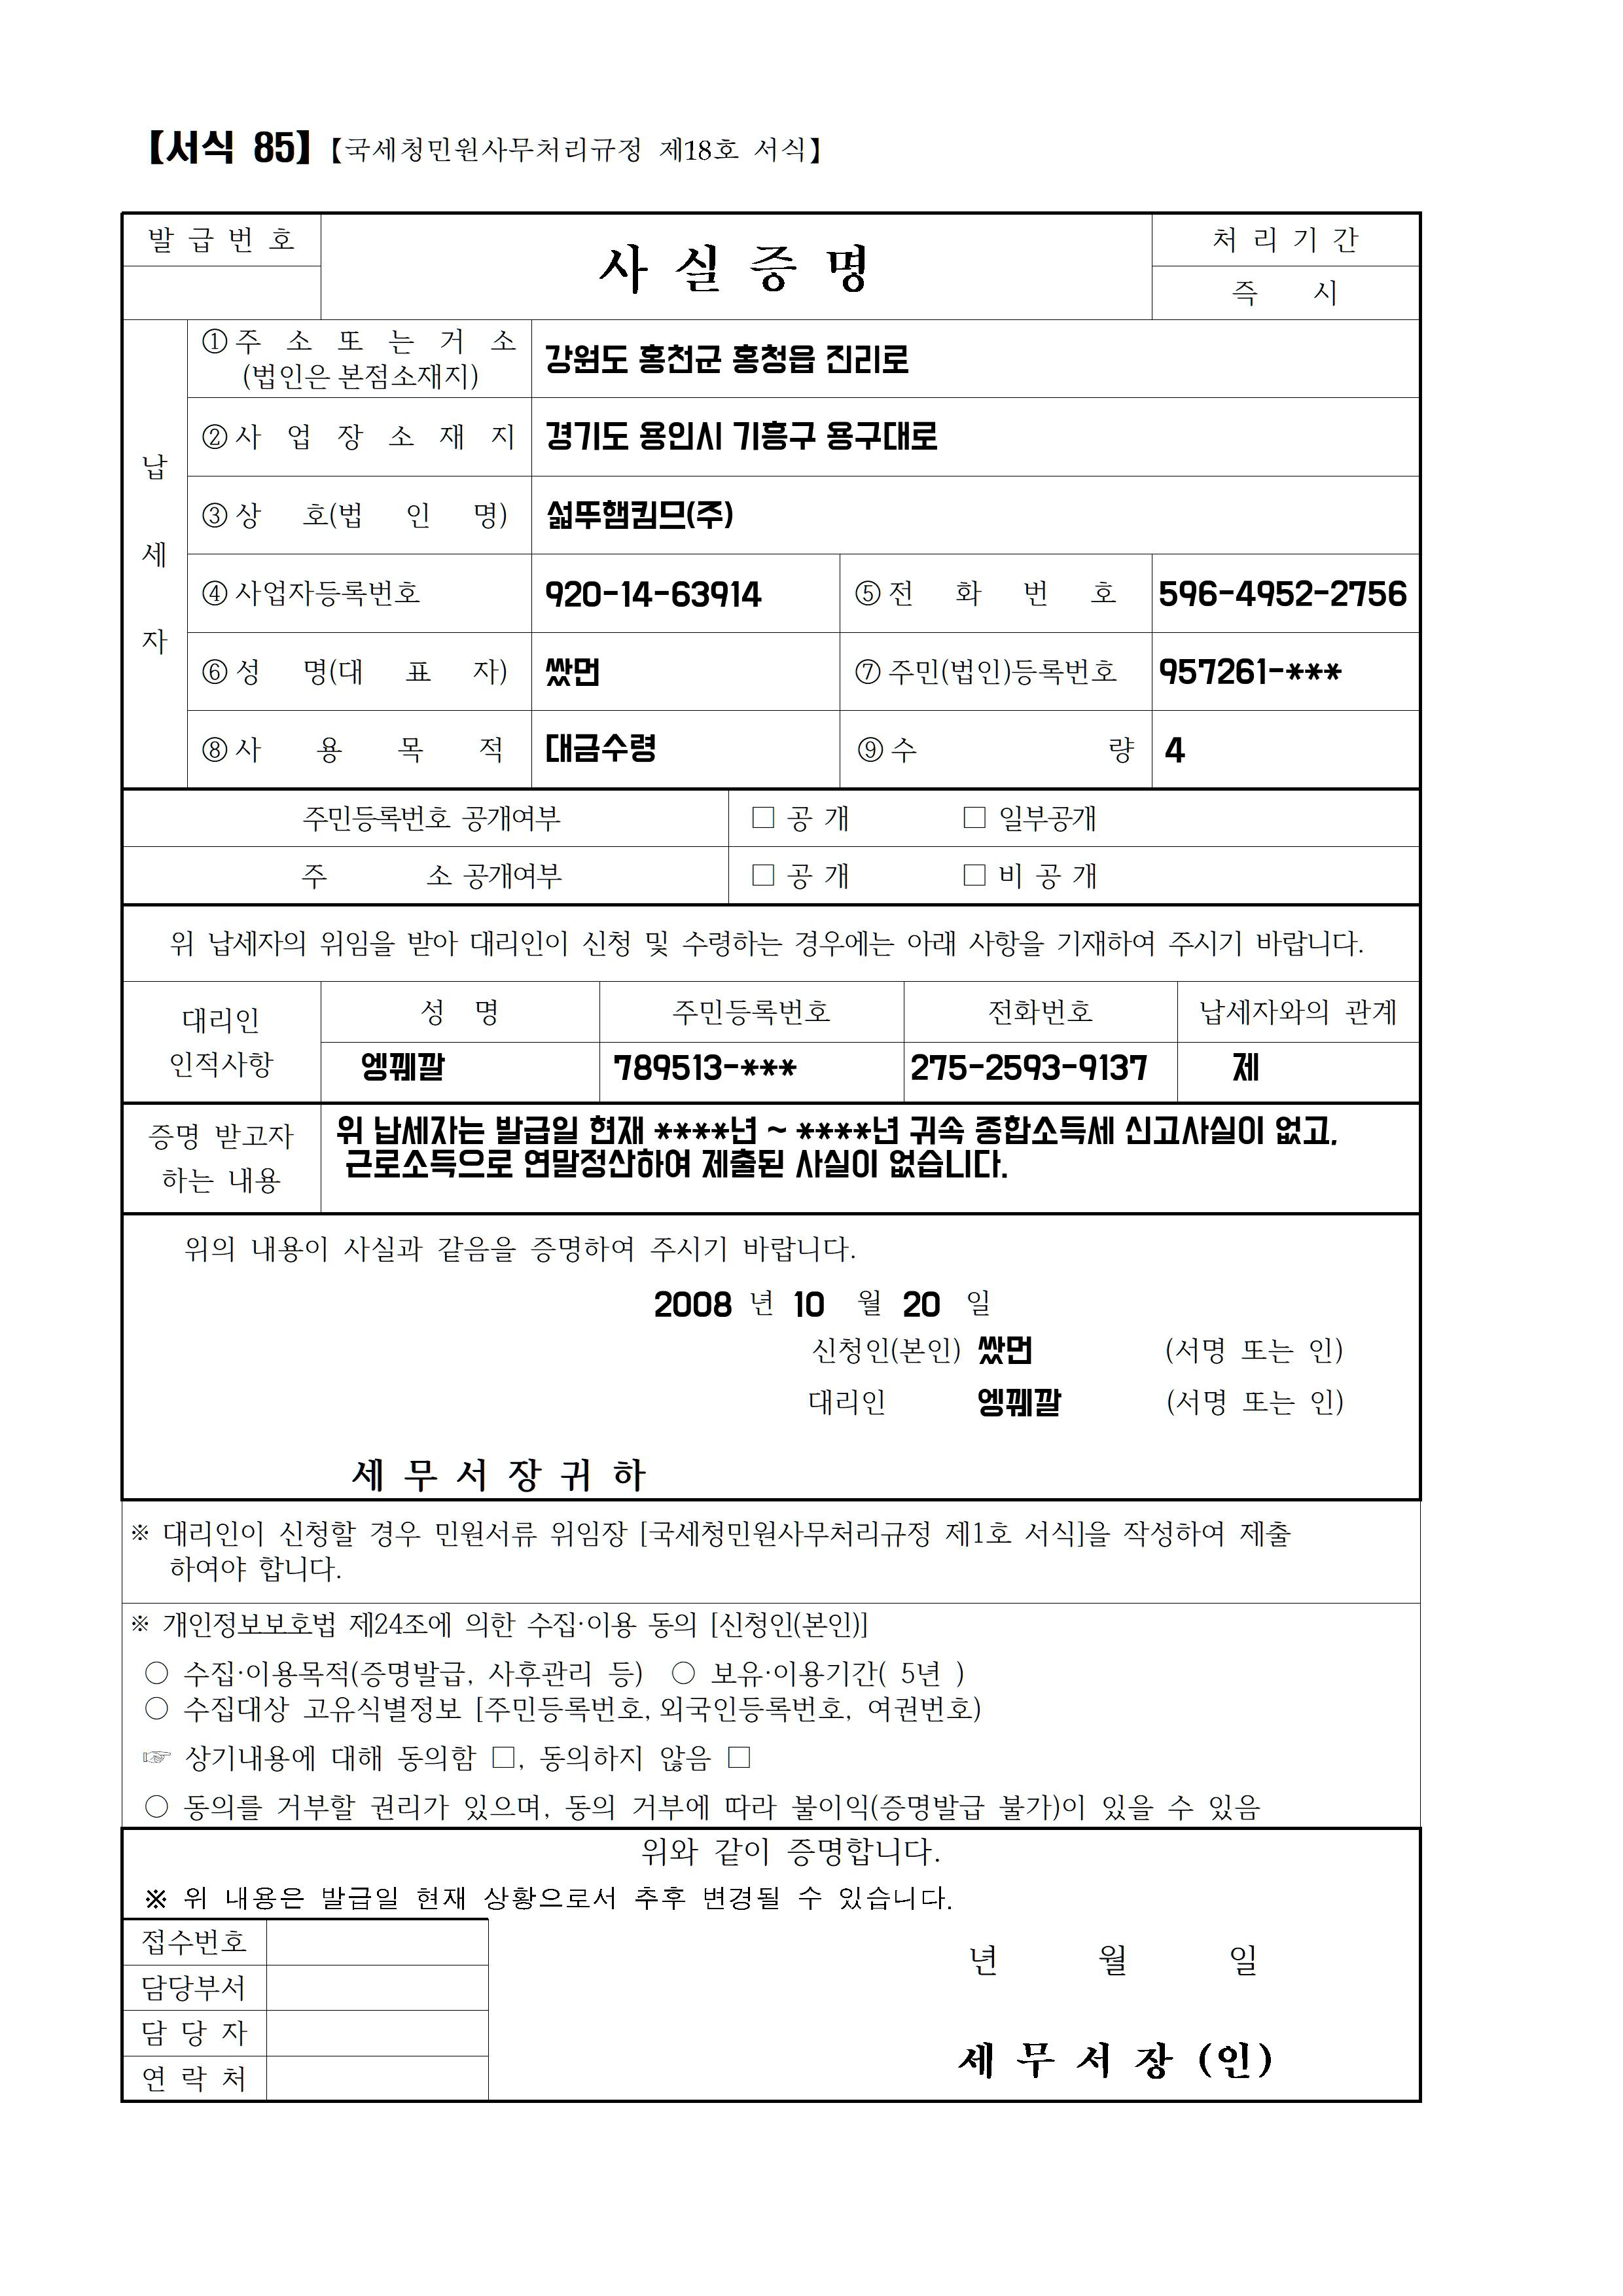 【서식 85】【국세청민원사무처리규정 제18호 서식】
발 급 번 호
사 실 증 명
처 리 기 간
즉 시
납 세 자
① 주 소 또 는 거 소
(법인은 본점소재지)
강원도 홍천군 홍청읍 진리로
② 사 업 장 소 재 지
경기도 용인시 기흥구 용구대로
③ 상 호(법 인 명)
섧뚜햄킴므(주)
④ 사업자등록번호
920-14-63914
⑤ 전 화 번 호
596-4952-2756
⑥ 성 명(대 표 자)
쌌먼
⑦ 주민(법인)등록번호
957261-***
⑧ 사 용 목 적
대금수령
⑨ 수 량
4
주민등록번호 공개여부
□ 공 개 □ 일부공개
주 소 공개여부
□ 공 개 □ 비 공 개
위 납세자의 위임을 받아 대리인이 신청 및 수령하는 경우에는 아래 사항을 기재하여 주시기 바랍니다.
대리인
인적사항
성 명
주민등록번호
전화번호
납세자와의 관계
엥꿰깔
789513-***
275-2593-9137
제
증명 받고자
하는 내용
위 납세자는 발급일 현재 ****년 ~ ****년 귀속 종합소득세 신고사실이 없고,
근로소득으로 연말정산하여 제출된 사실이 없습니다.
위의 내용이 사실과 같음을 증명하여 주시기 바랍니다.
2008 년 10 월 20 일
신청인(본인) 쌌먼 (서명 또는 인)
대리인 엥꿰깔 (서명 또는 인)
세 무 서 장 귀 하
※ 대리인이 신청할 경우 민원서류 위임장 [국세청민원사무처리규정 제1호 서식]을 작성하여 제출
하여야 합니다.
※ 개인정보보호법 제24조에 의한 수집·이용 동의 [신청인(본인)]
○ 수집·이용목적(증명발급, 사후관리 등) ○ 보유·이용기간( 5년 )
○ 수집대상 고유식별정보 [주민등록번호, 외국인등록번호, 여권번호)
☞ 상기내용에 대해 동의함 □, 동의하지 않음 □
○ 동의를 거부할 권리가 있으며, 동의 거부에 따라 불이익(증명발급 불가)이 있을 수 있음
위와 같이 증명합니다.
※ 위 내용은 발급일 현재 상황으로서 추후 변경될 수 있습니다.
접수번호
담당부서
담 당 자
연 락 처
년 월 일
세 무 서 장 (인)